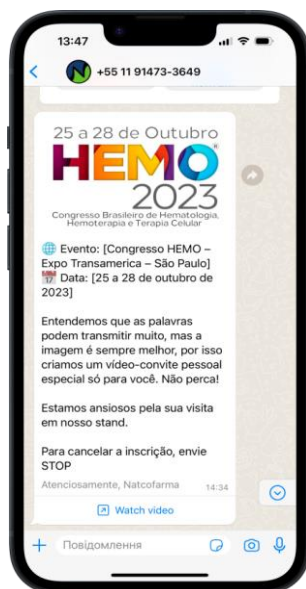 13:47
+55 11 91473-3649
25 a 28 de Outubro
HEMO
2023
Congresso Brasileiro de Hematologia,
Hemoterapia e Terapia Celular
🌐 Evento: [Congresso HEMO –
Expo Transamerica – São Paulo]
📅 Data: [25 a 28 de outubro de
2023]
Entendemos que as palavras
podem transmitir muito, mas a
imagem é sempre melhor, por isso
criamos um vídeo-convite pessoal
especial só para você. Não perca!
Estamos ansiosos pela sua visita
em nosso stand.
Para cancelar a inscrição, envie
STOP
Atenciosamente, Natcofarma 14:34
Watch video
Повідомлення